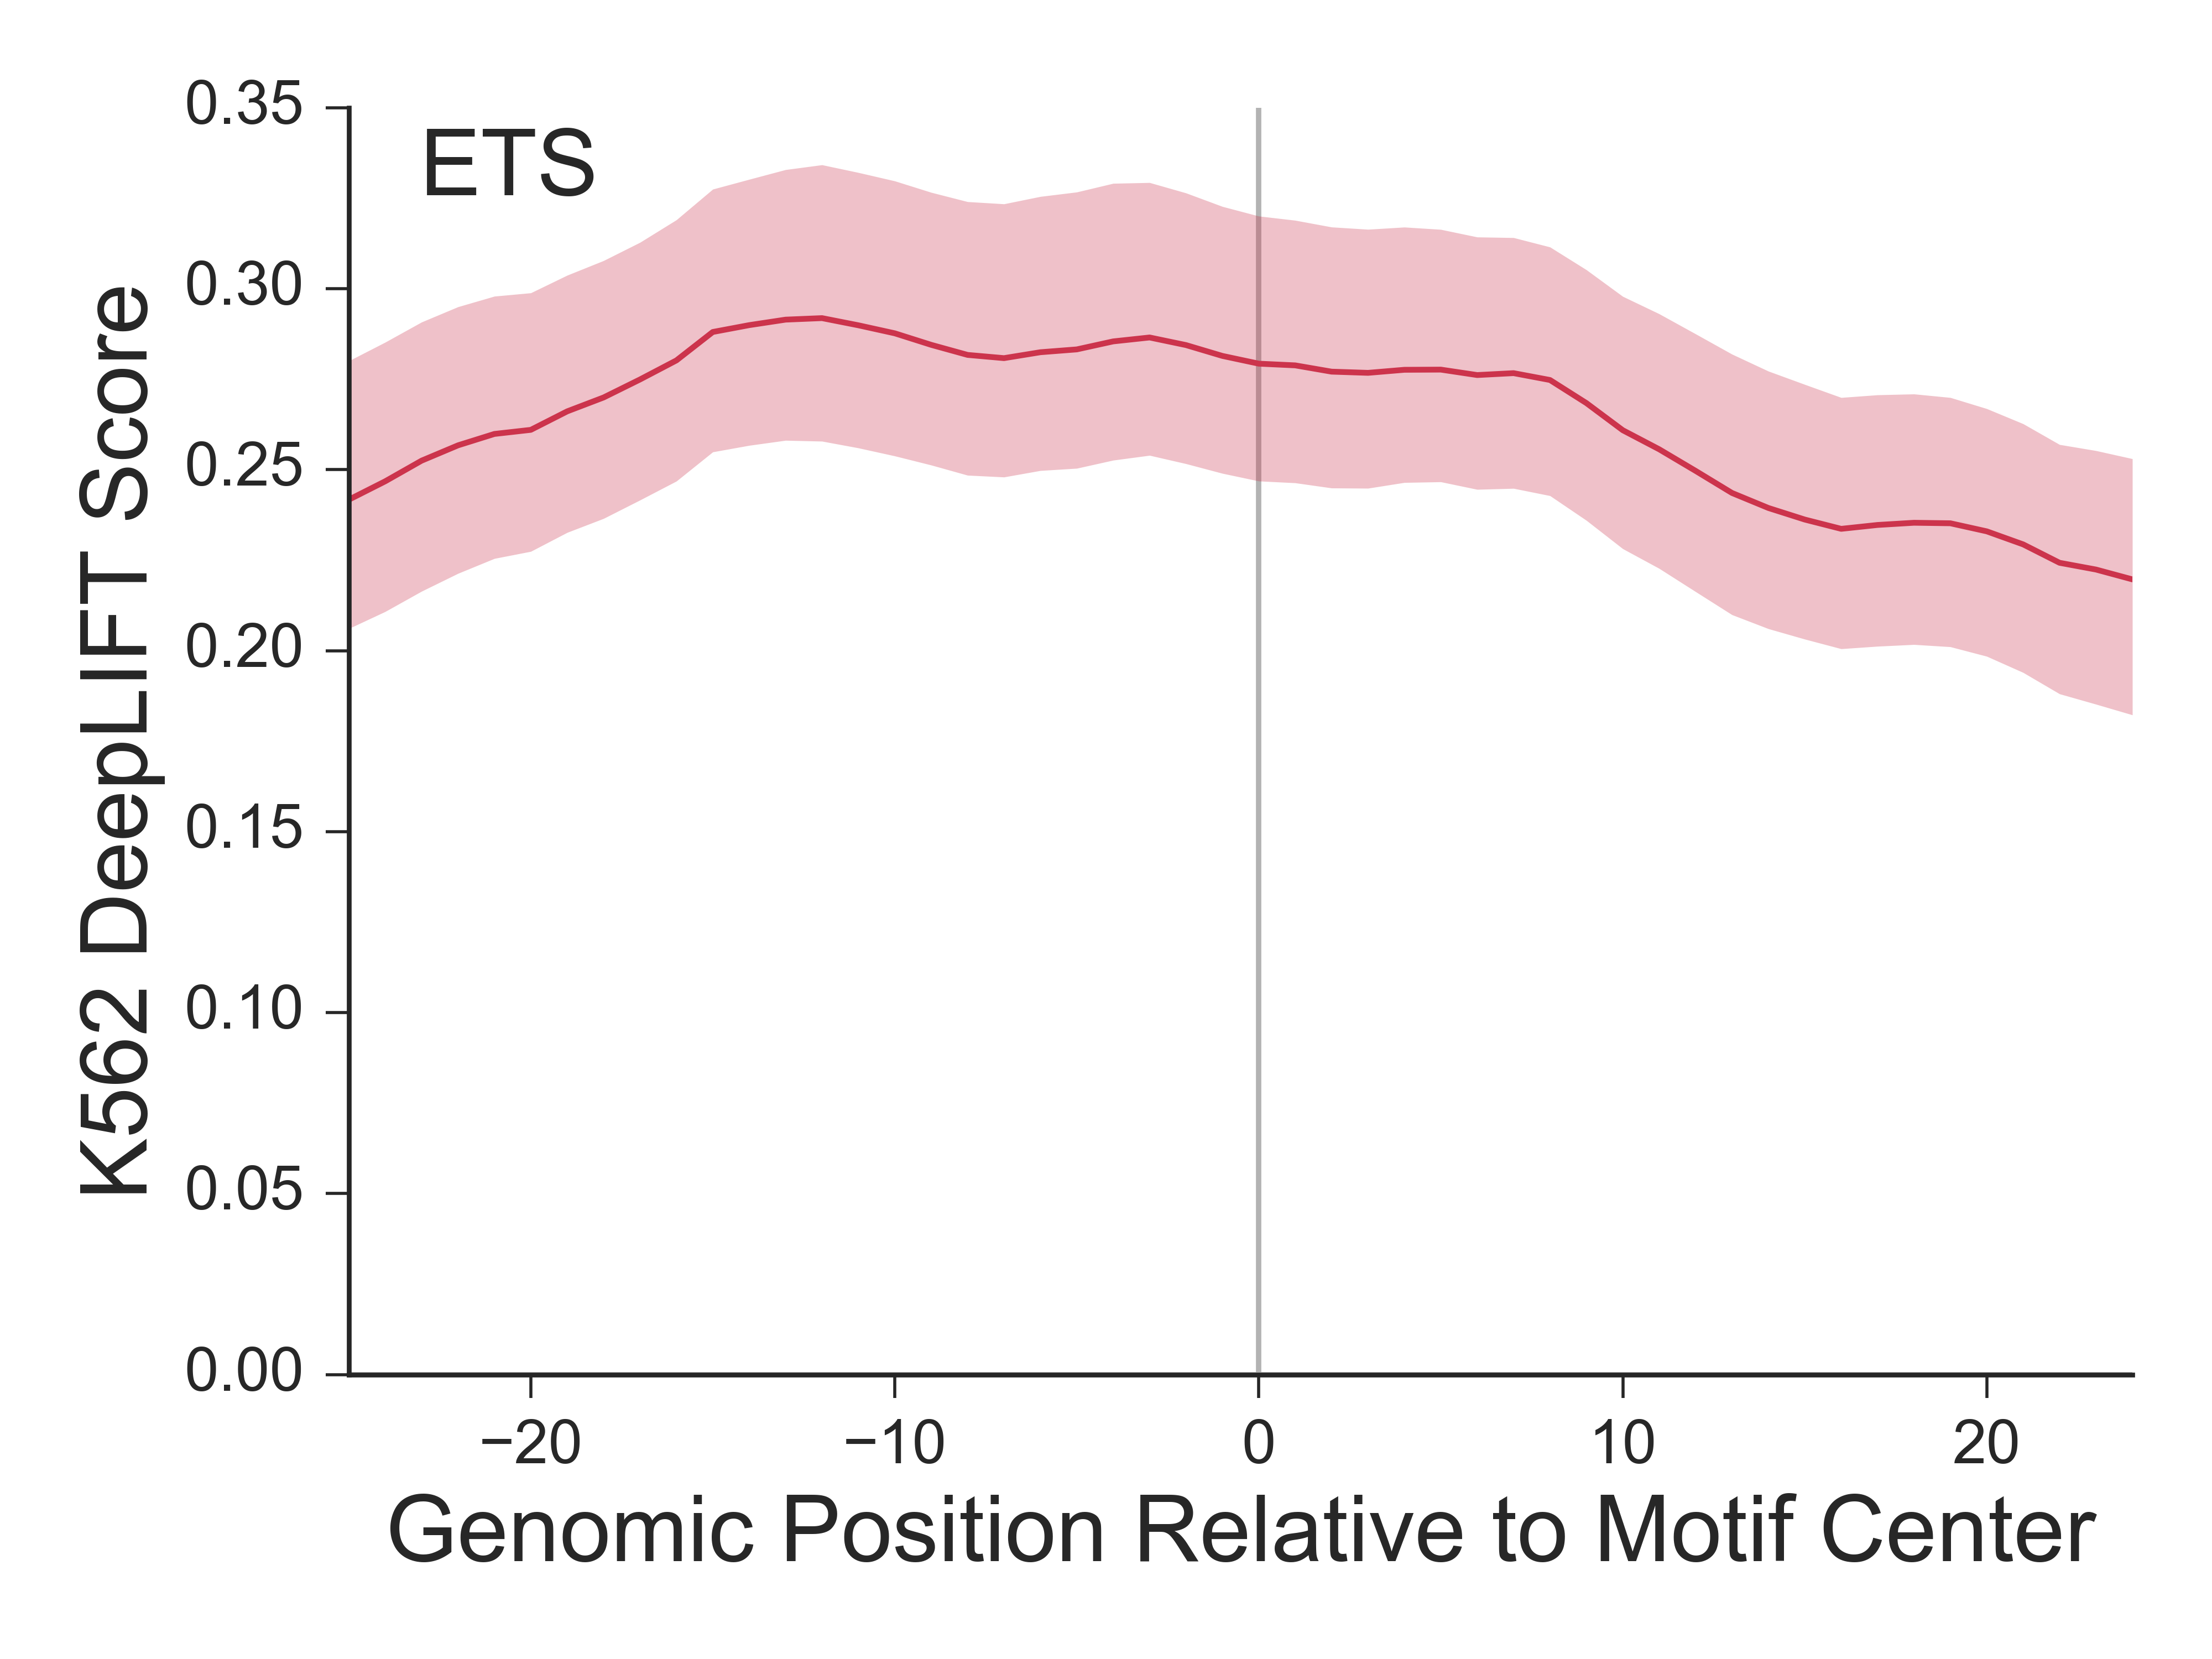 ETS
K562 DeepLIFT Score
0.35
0.30
0.25
0.20
0.15
0.10
0.05
0.00
−20 −10 0 10 20
Genomic Position Relative to Motif Center